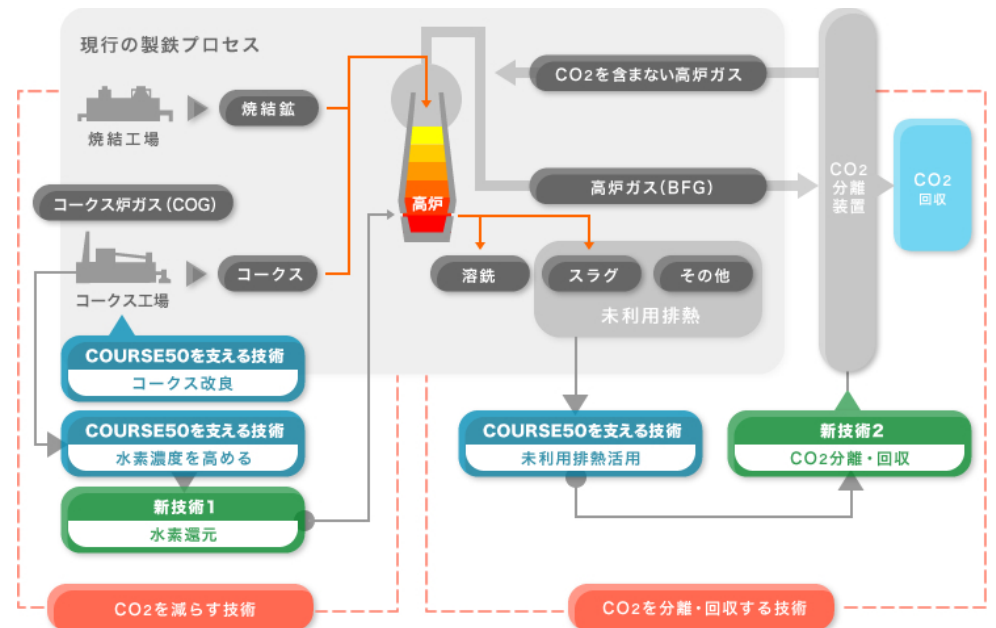 現行の製鉄プロセス
焼結工場
焼結鉱
コークス炉ガス(COG)
コークス工場
コークス
COURSE50を支える技術
コークス改良
COURSE50を支える技術
水素濃度を高める
新技術1
水素還元
CO2を減らす技術
高炉
CO2を含まない高炉ガス
高炉ガス(BFG)
溶銑
スラグ
その他
未利用排熱
COURSE50を支える技術
未利用排熱活用
CO2
分離
装置
CO2
回収
新技術2
CO2分離・回収
CO2を分離・回収する技術